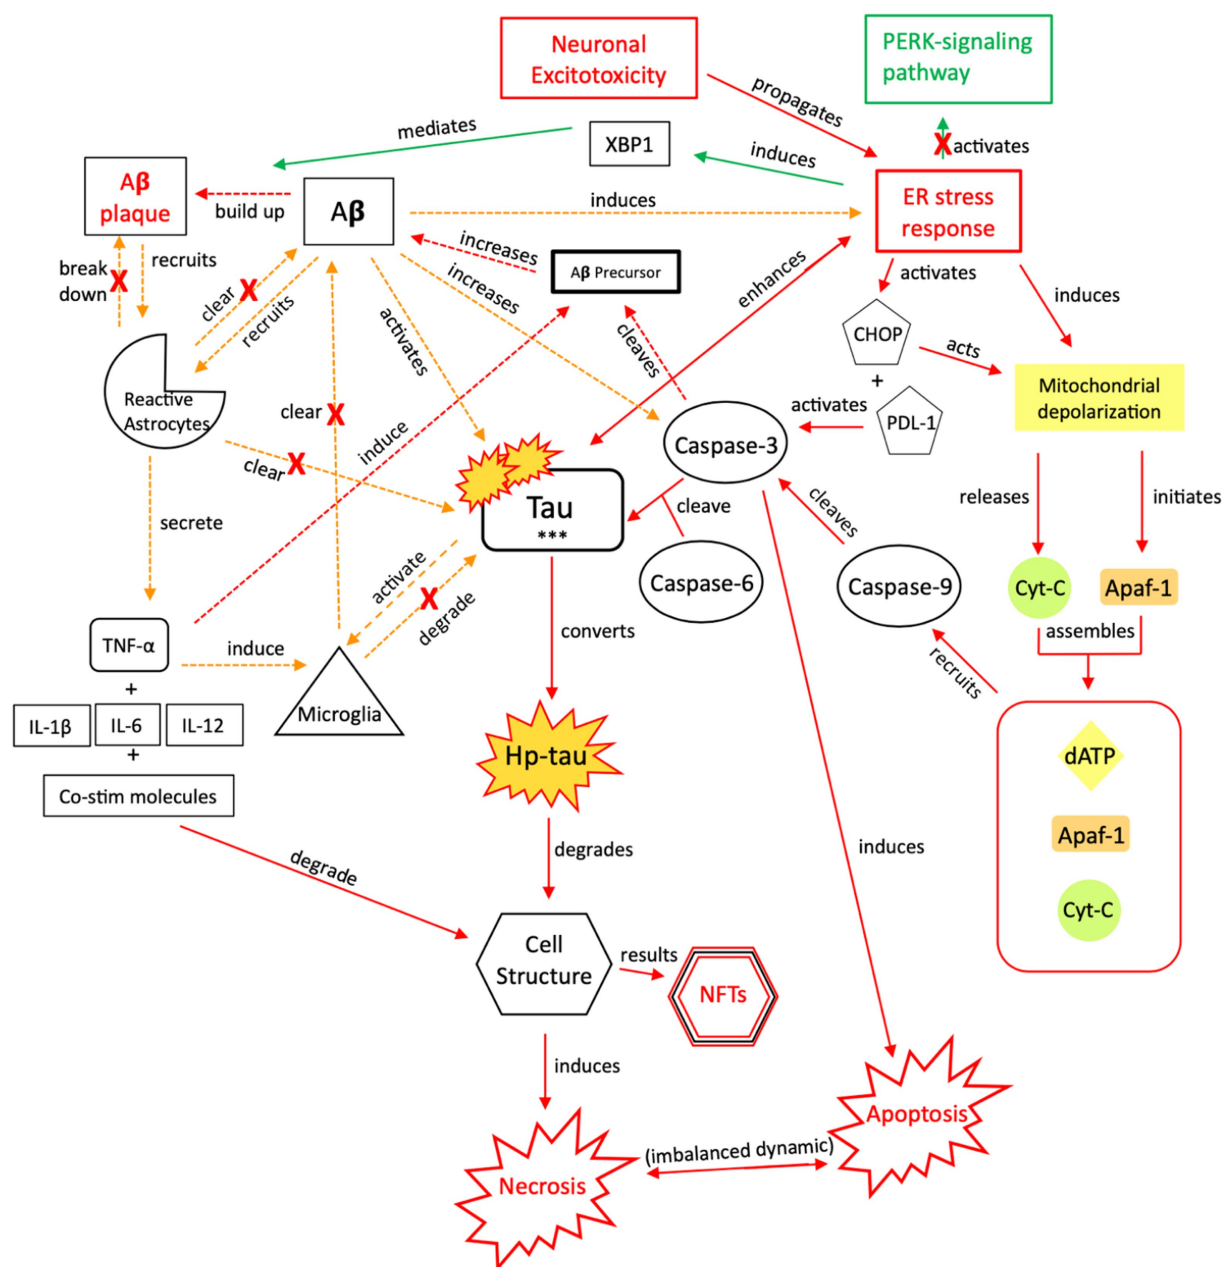 Neuronal
Excitotoxicity
PERK-signaling
pathway
propagates
mediates
XBP1
induces
X activates
Aβ
plaque
build up
Aβ
induces
ER stress
response
break
down
X
recruits
clear
X
recruits
increases
Aβ Precursor
increases
activates
cleaves
enhances
activates
induces
CHOP
acts
+
PDL-1
Mitochondrial
depolarization
Reactive
Astrocytes
clear
X
induce
activates
Caspase-3
clear
X
secrete
Tau
***
cleave
cleaves
releases
initiates
Caspase-6
Caspase-9
Cyt-C
Apaf-1
activate
X
degrade
assembles
TNF-α
induce
converts
recruits
+
IL-1β
IL-6
IL-12
Microglia
+
Co-stim molecules
Hp-tau
dATP
Apaf-1
Cyt-C
degrade
degrades
induces
Cell
Structure
results
NFTs
induces
Apoptosis
(imbalanced dynamic)
Necrosis